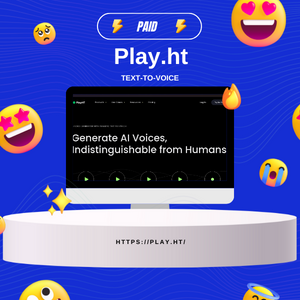 PAID
Play.ht
TEXT-TO-VOICE
Generate AI Voices,
Indistinguishable from Humans
HTTPS://PLAY.HT/